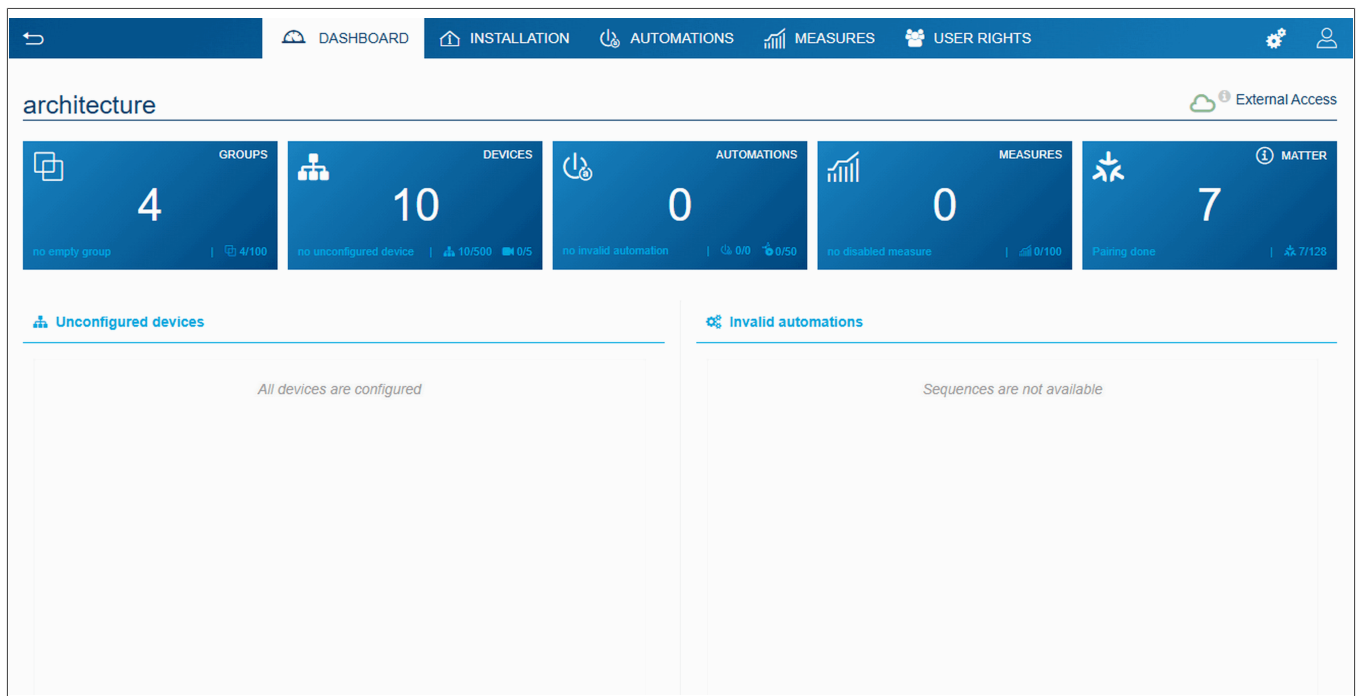 DASHBOARD INSTALLATION AUTOMATIONS MEASURES USER RIGHTS
architecture
External Access
GROUPS
4
no empty group | 4/100
DEVICES
10
no unconfigured device | 10/500 0/5
AUTOMATIONS
0
no invalid automation | 0/0 0/50
MEASURES
0
no disabled measure | 0/100
MATTER
7
Pairing done | 7/128
Unconfigured devices
All devices are configured
Invalid automations
Sequences are not available